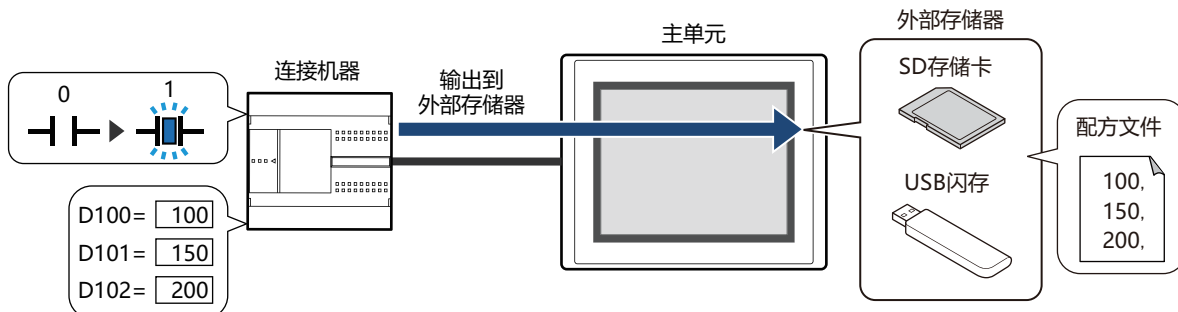 外部存储器
主单元
连接机器
SD存储卡
0
1
输出到
外部存储器
配方文件
100,
150,
200,
USB闪存
D100= 100
D101= 150
D102= 200